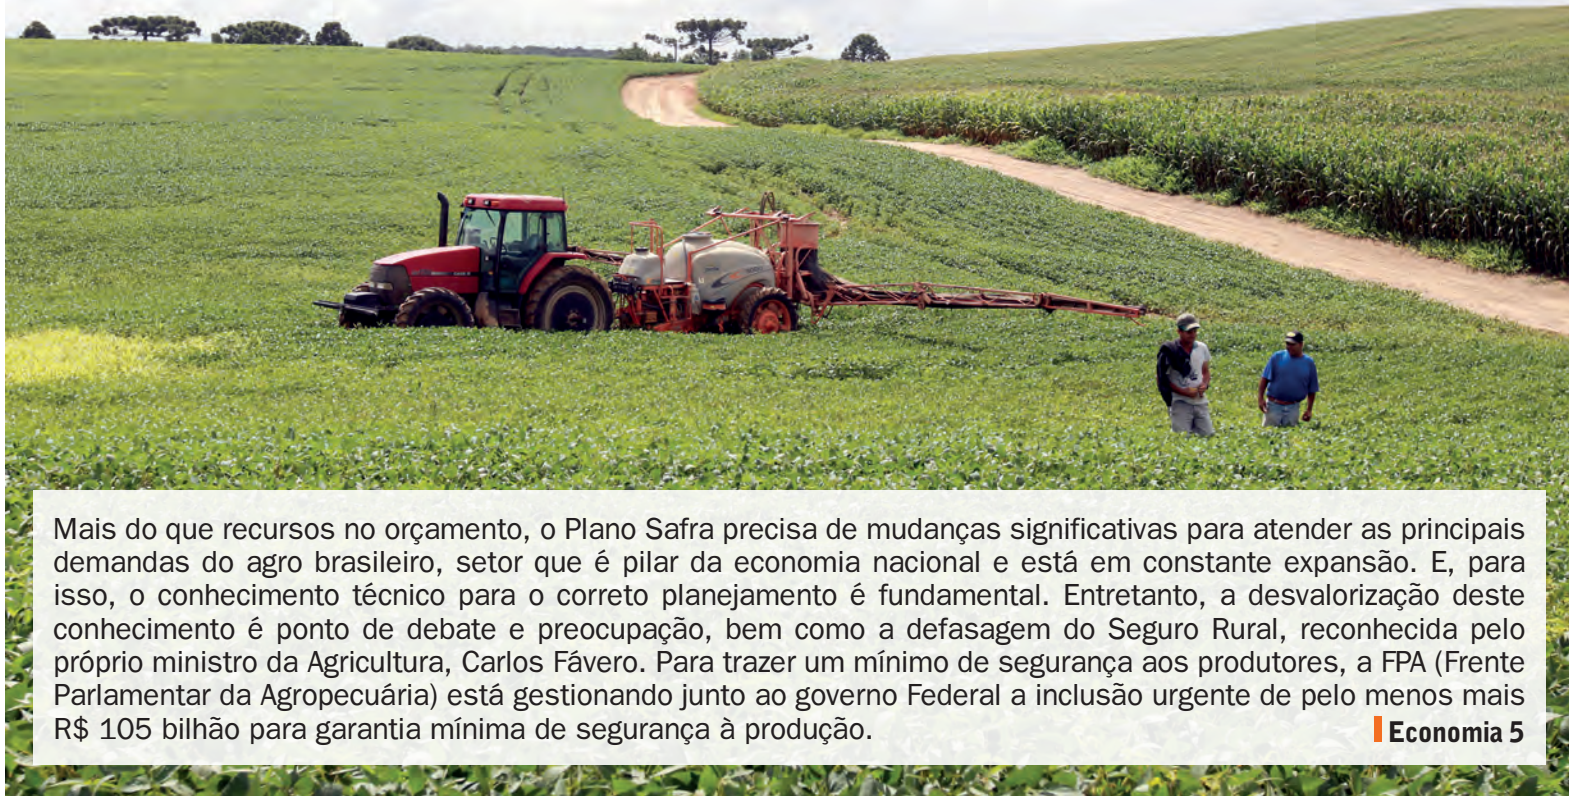 Mais do que recursos no orçamento, o Plano Safra precisa de mudanças significativas para atender as principais
demandas do agro brasileiro, setor que é pilar da economia nacional e está em constante expansão. E, para
isso, o conhecimento técnico para o correto planejamento é fundamental. Entretanto, a desvalorização deste
conhecimento é ponto de debate e preocupação, bem como a defasagem do Seguro Rural, reconhecida pelo
próprio ministro da Agricultura, Carlos Fávero. Para trazer um mínimo de segurança aos produtores, a FPA (Frente
Parlamentar da Agropecuária) está gestionando junto ao governo Federal a inclusão urgente de pelo menos mais
R$ 105 bilhão para garantia mínima de segurança à produção.
Economia 5